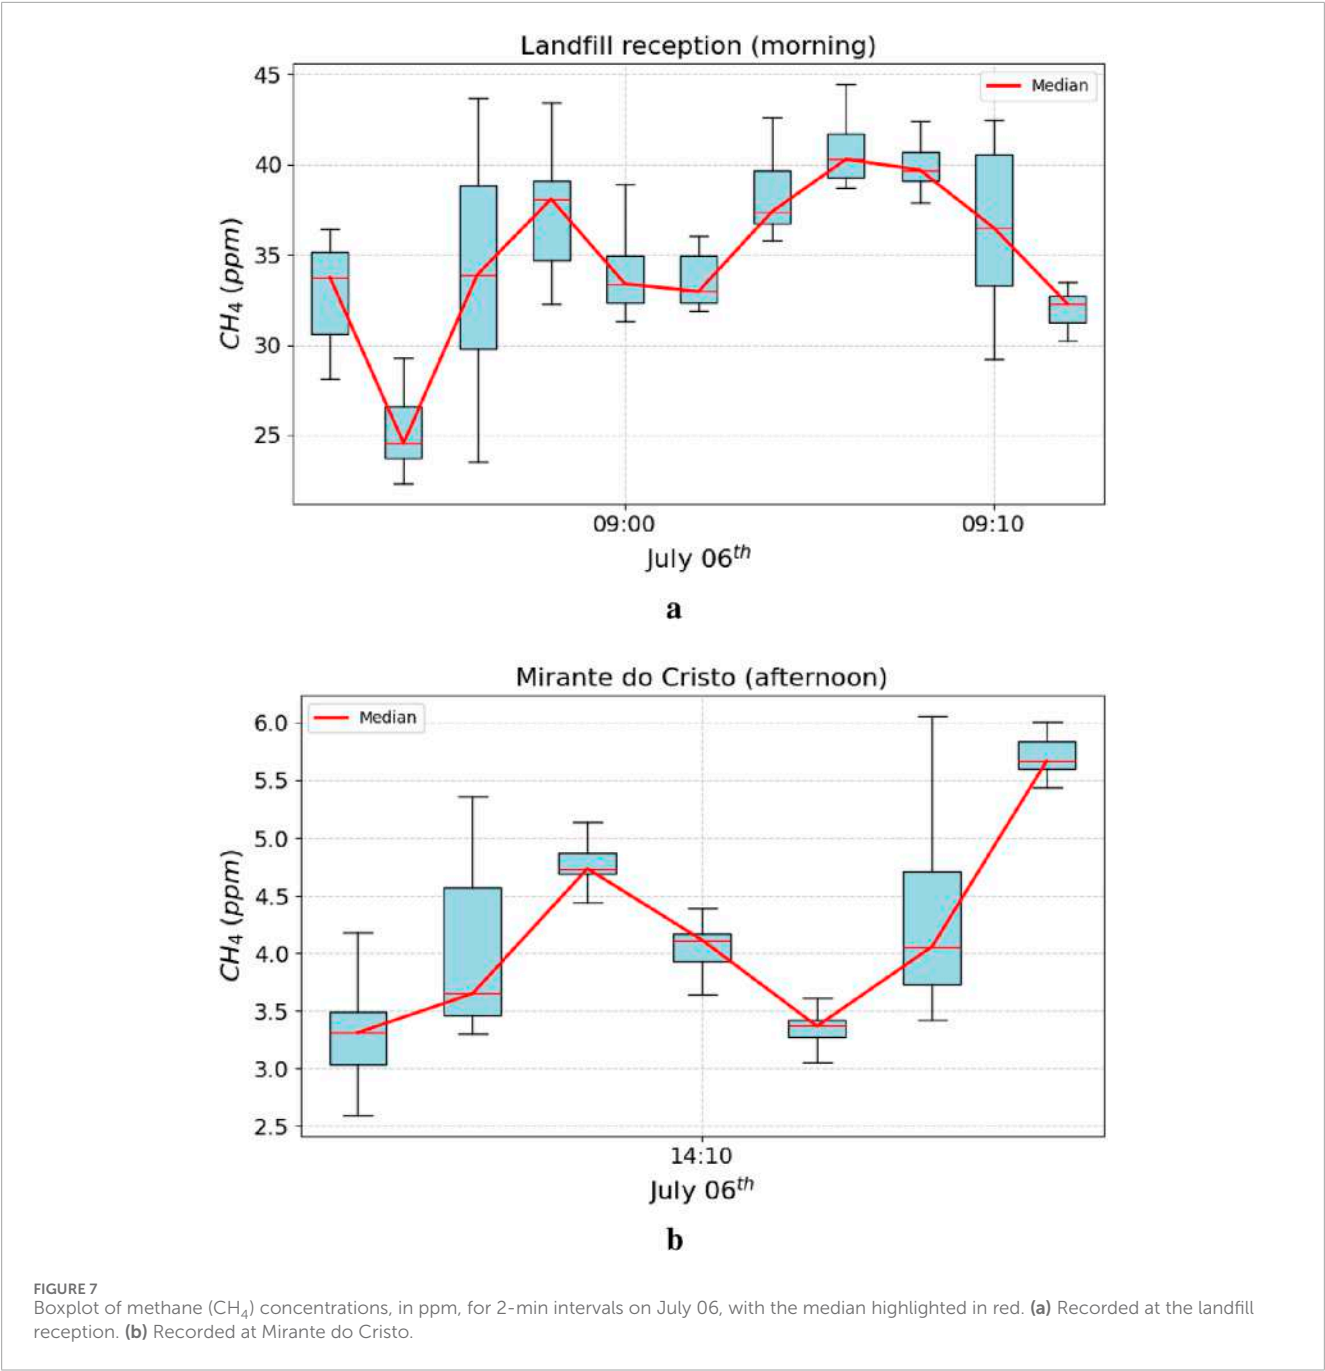 Landfill reception (morning)
Median
45
40
35
30
25
CH₄ (ppm)
09:00
09:10
July 06ᵗʰ
a
Mirante do Cristo (afternoon)
Median
6.0
5.5
5.0
4.5
4.0
3.5
3.0
2.5
CH₄ (ppm)
14:10
July 06ᵗʰ
b
FIGURE 7
Boxplot of methane (CH₄) concentrations, in ppm, for 2-min intervals on July 06, with the median highlighted in red. (a) Recorded at the landfill
reception. (b) Recorded at Mirante do Cristo.